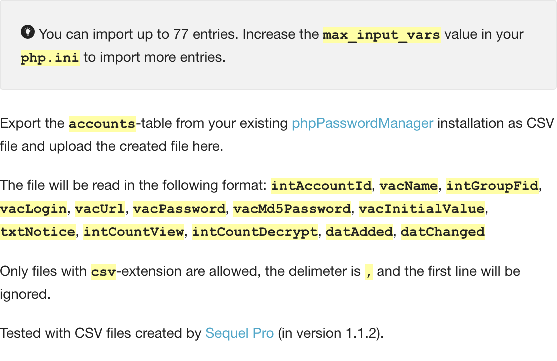 You can import up to 77 entries. Increase the max_input_vars value in your
php.ini to import more entries.
Export the accounts-table from your existing phpPasswordManager installation as CSV
file and upload the created file here.
The file will be read in the following format: intAccountId, vacName, intGroupFid,
vacLogin, vacUrl, vacPassword, vacMd5Password, vacInitialValue,
txtNotice, intCountView, intCountDecrypt, datAdded, datChanged
Only files with csv-extension are allowed, the delimeter is , and the first line will be
ignored.
Tested with CSV files created by Sequel Pro (in version 1.1.2).